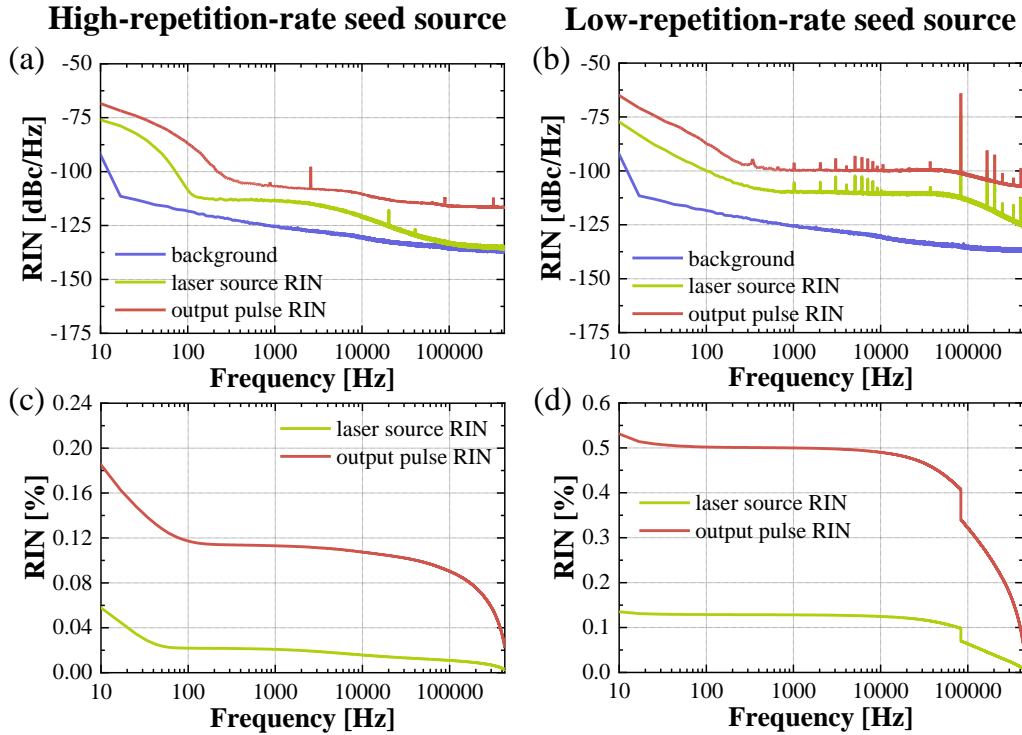 High-repetition-rate seed source
Low-repetition-rate seed source
(a)
RIN [dBc/Hz]
-50
-75
-100
-125
-150
-175
background
laser source RIN
output pulse RIN
10 100 1000 10000 100000
Frequency [Hz]
(b)
RIN [dBc/Hz]
-50
-75
-100
-125
-150
-175
background
laser source RIN
output pulse RIN
10 100 1000 10000 100000
Frequency [Hz]
(c)
RIN [%]
0.24
0.20
0.16
0.12
0.08
0.04
0.00
laser source RIN
output pulse RIN
10 100 1000 10000 100000
Frequency [Hz]
(d)
RIN [%]
0.6
0.5
0.4
0.3
0.2
0.1
0.0
laser source RIN
output pulse RIN
10 100 1000 10000 100000
Frequency [Hz]